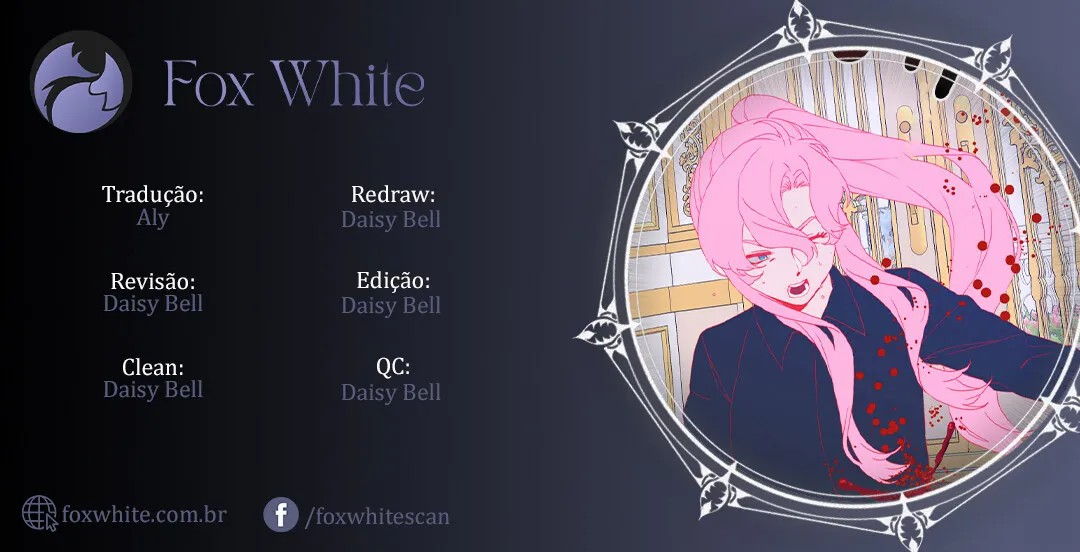 Fox White
Tradução:
Aly
Redraw:
Daisy Bell
Revisão:
Daisy Bell
Edição:
Daisy Bell
Clean:
Daisy Bell
QC:
Daisy Bell
foxwhite.com.br
/foxwhitescan